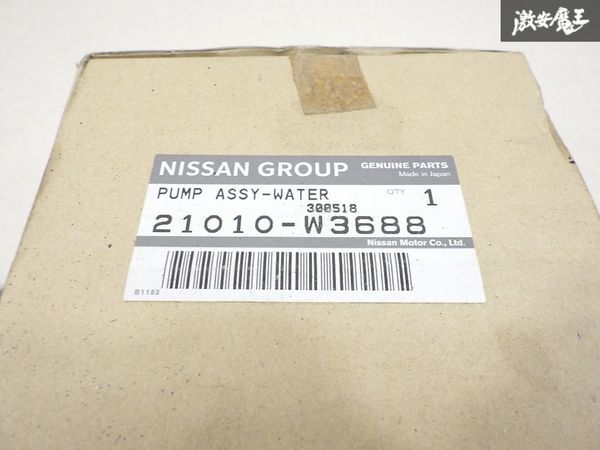 激安魔王
NISSAN GROUP GENUINE PARTS
Made in Japan
PUMP ASSY-WATER Q'TY 1
300518
21010-W3688
Nissan Motor Co., Ltd.
B1182